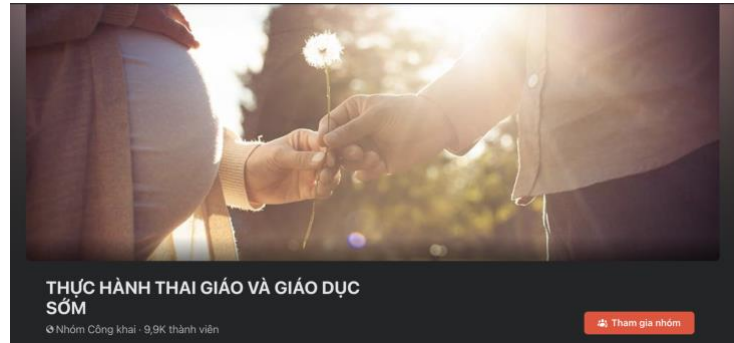 THỰC HÀNH THAI GIÁO VÀ GIÁO DỤC
SỚM
Nhóm Công khai · 9,9K thành viên
Tham gia nhóm